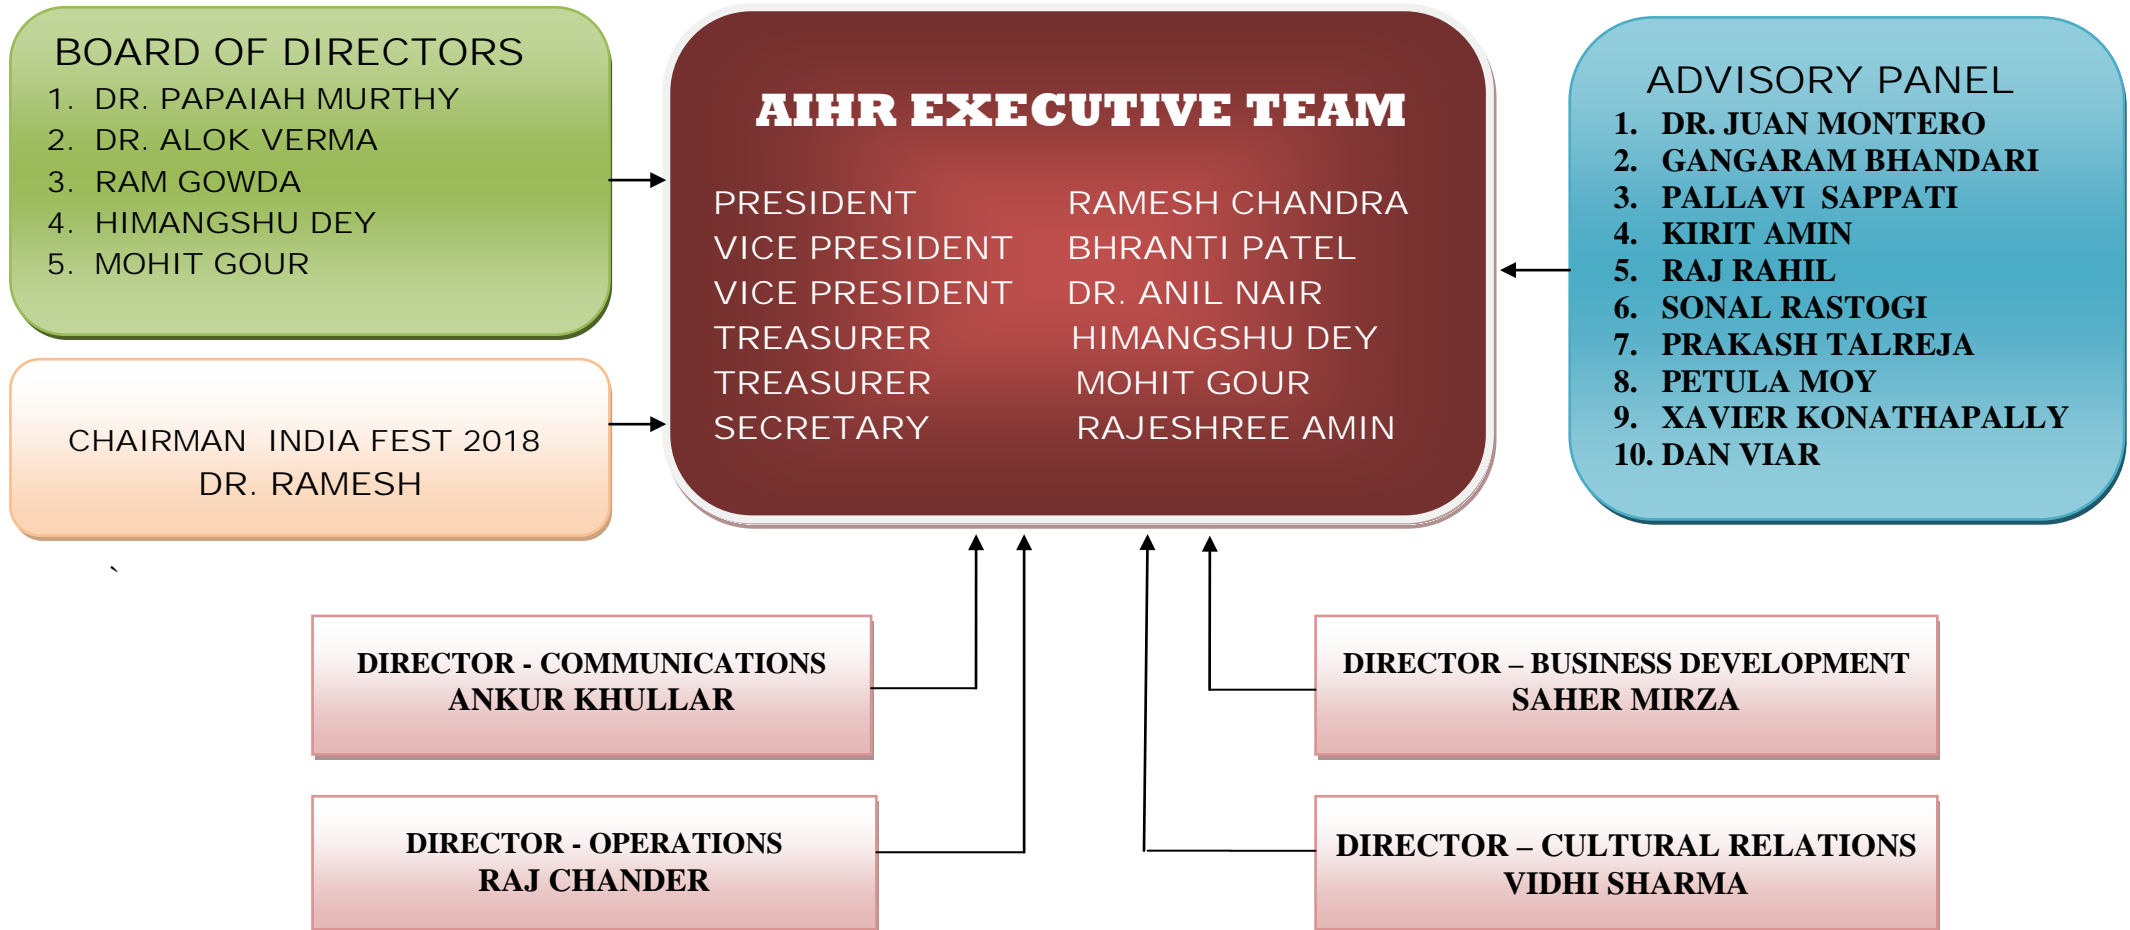 BOARD OF DIRECTORS
1. DR. PAPAIAH MURTHY
2. DR. ALOK VERMA
3. RAM GOWDA
4. HIMANGSHU DEY
5. MOHIT GOUR
CHAIRMAN INDIA FEST 2018
DR. RAMESH
`
AIHR EXECUTIVE TEAM
PRESIDENT RAMESH CHANDRA
VICE PRESIDENT BHRANTI PATEL
VICE PRESIDENT DR. ANIL NAIR
TREASURER HIMANGSHU DEY
TREASURER MOHIT GOUR
SECRETARY RAJESHREE AMIN
ADVISORY PANEL
1. DR. JUAN MONTERO
2. GANGARAM BHANDARI
3. PALLAVI SAPPATI
4. KIRIT AMIN
5. RAJ RAHIL
6. SONAL RASTOGI
7. PRAKASH TALREJA
8. PETULA MOY
9. XAVIER KONATHAPALLY
10. DAN VIAR
DIRECTOR - COMMUNICATIONS
ANKUR KHULLAR
DIRECTOR – BUSINESS DEVELOPMENT
SAHER MIRZA
DIRECTOR - OPERATIONS
RAJ CHANDER
DIRECTOR – CULTURAL RELATIONS
VIDHI SHARMA